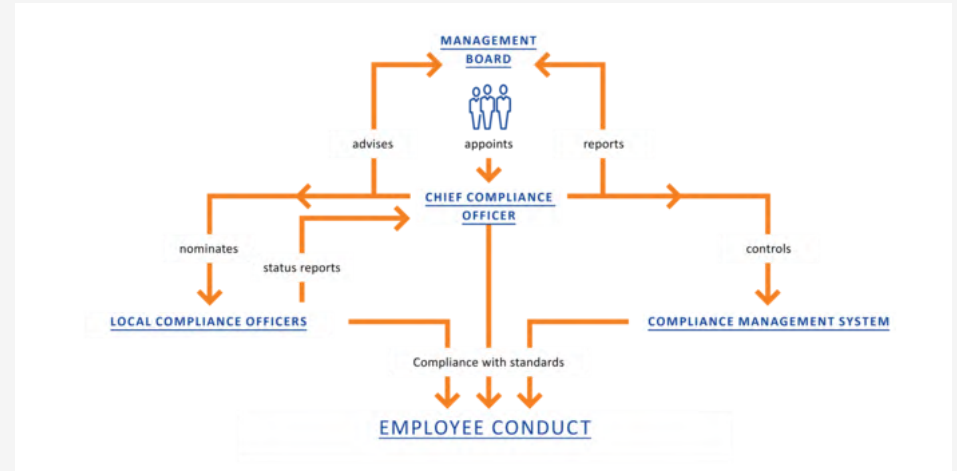 MANAGEMENT
BOARD
advises
appoints
reports
CHIEF COMPLIANCE
OFFICER
nominates
controls
status reports
LOCAL COMPLIANCE OFFICERS
COMPLIANCE MANAGEMENT SYSTEM
Compliance with standards
EMPLOYEE CONDUCT